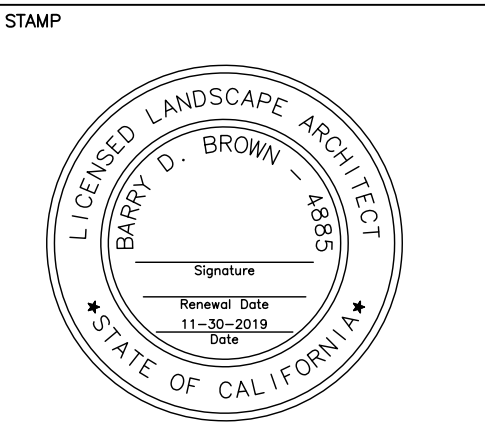 STAMP
LICENSED LANDSCAPE ARCHITECT
BARRY D. BROWN - 4885
Signature
Renewal Date
11-30-2019
Date
★STATE OF CALIFORNIA★